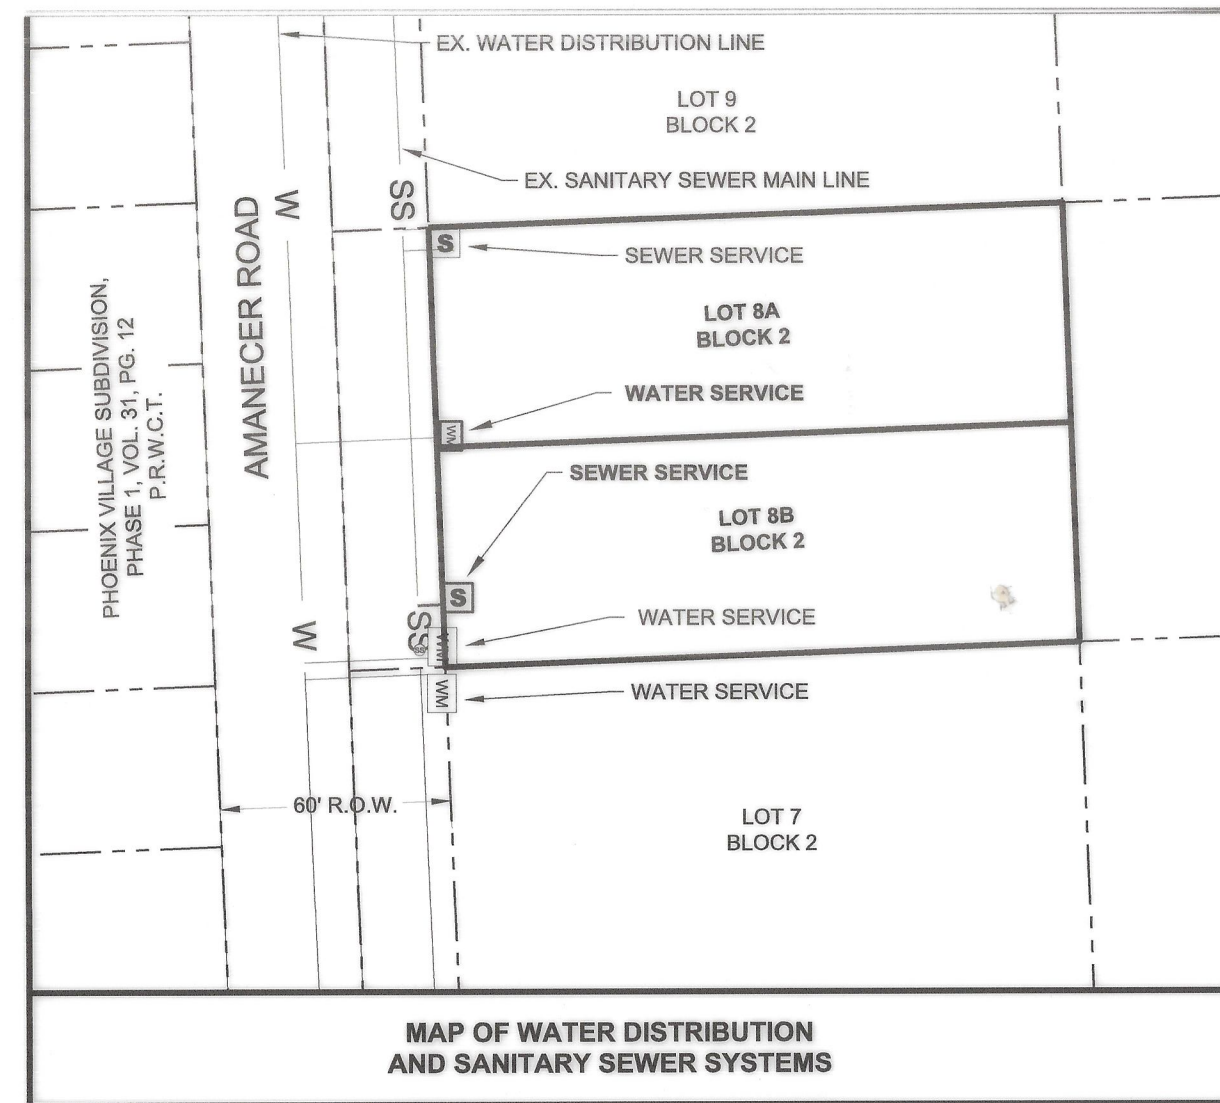 EX. WATER DISTRIBUTION LINE
LOT 9
BLOCK 2
EX. SANITARY SEWER MAIN LINE
W
SS
S
SEWER SERVICE
AMANECER ROAD
LOT 8A
BLOCK 2
PHOENIX VILLAGE SUBDIVISION,
PHASE 1, VOL. 31, PG. 12
P.R.W.C.T.
WATER SERVICE
WM
SEWER SERVICE
LOT 8B
BLOCK 2
S
W
SS
WATER SERVICE
WM
SS
WATER SERVICE
WM
60' R.O.W.
LOT 7
BLOCK 2
MAP OF WATER DISTRIBUTION
AND SANITARY SEWER SYSTEMS